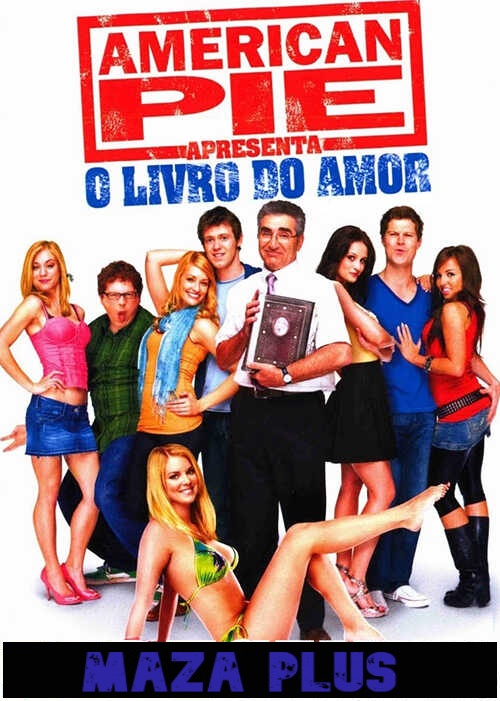 AMERICAN
PIE
APRESENTA
O LIVRO DO AMOR
MAZA PLUS